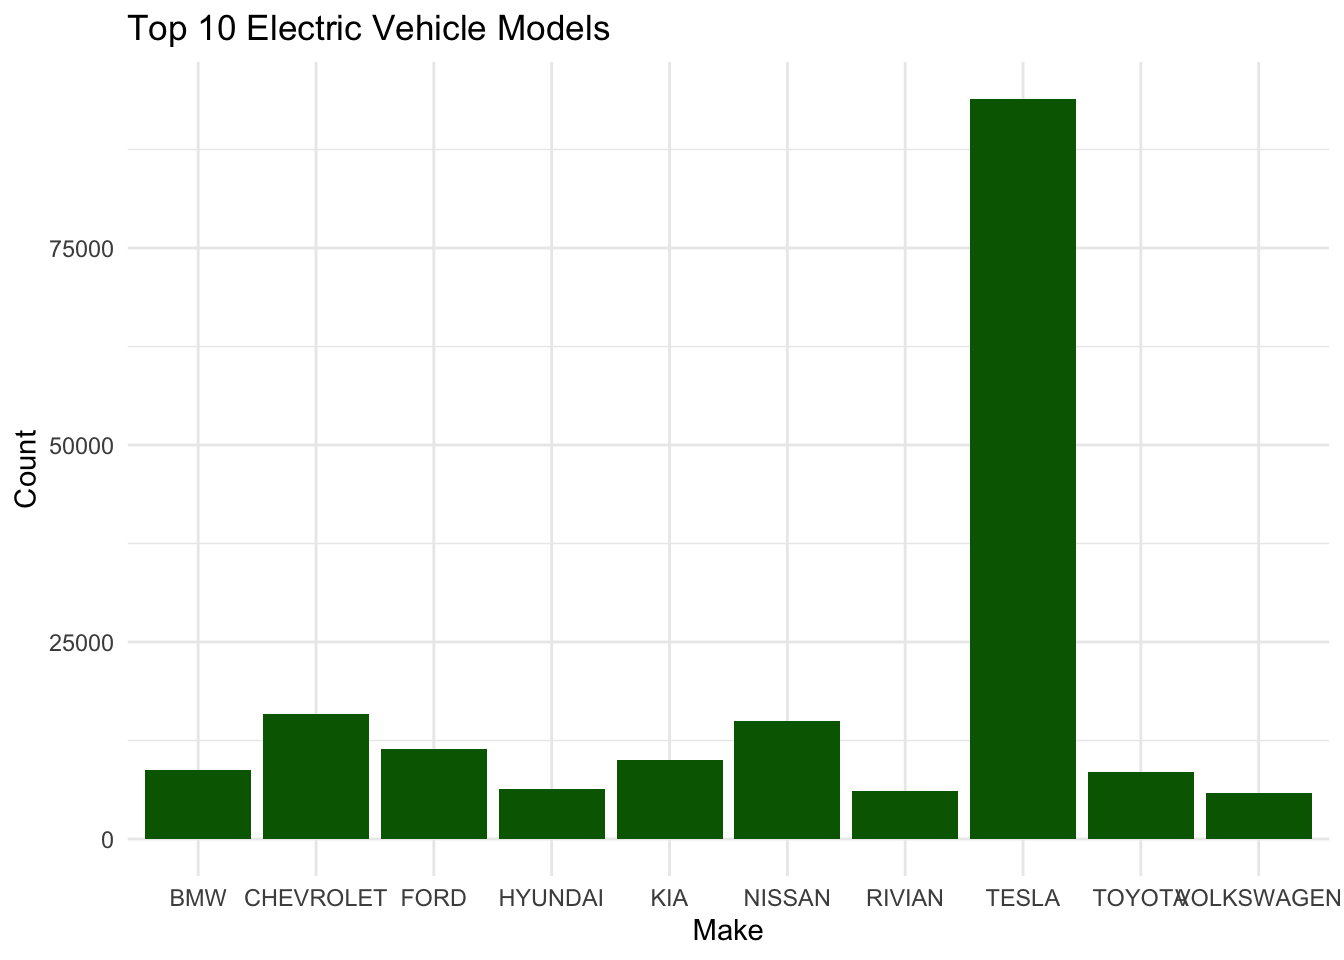 Top 10 Electric Vehicle Models
75000
50000
25000
0
Count
BMW CHEVROLET FORD HYUNDAI KIA NISSAN RIVIAN TESLA TOYOTA VOLKSWAGEN
Make